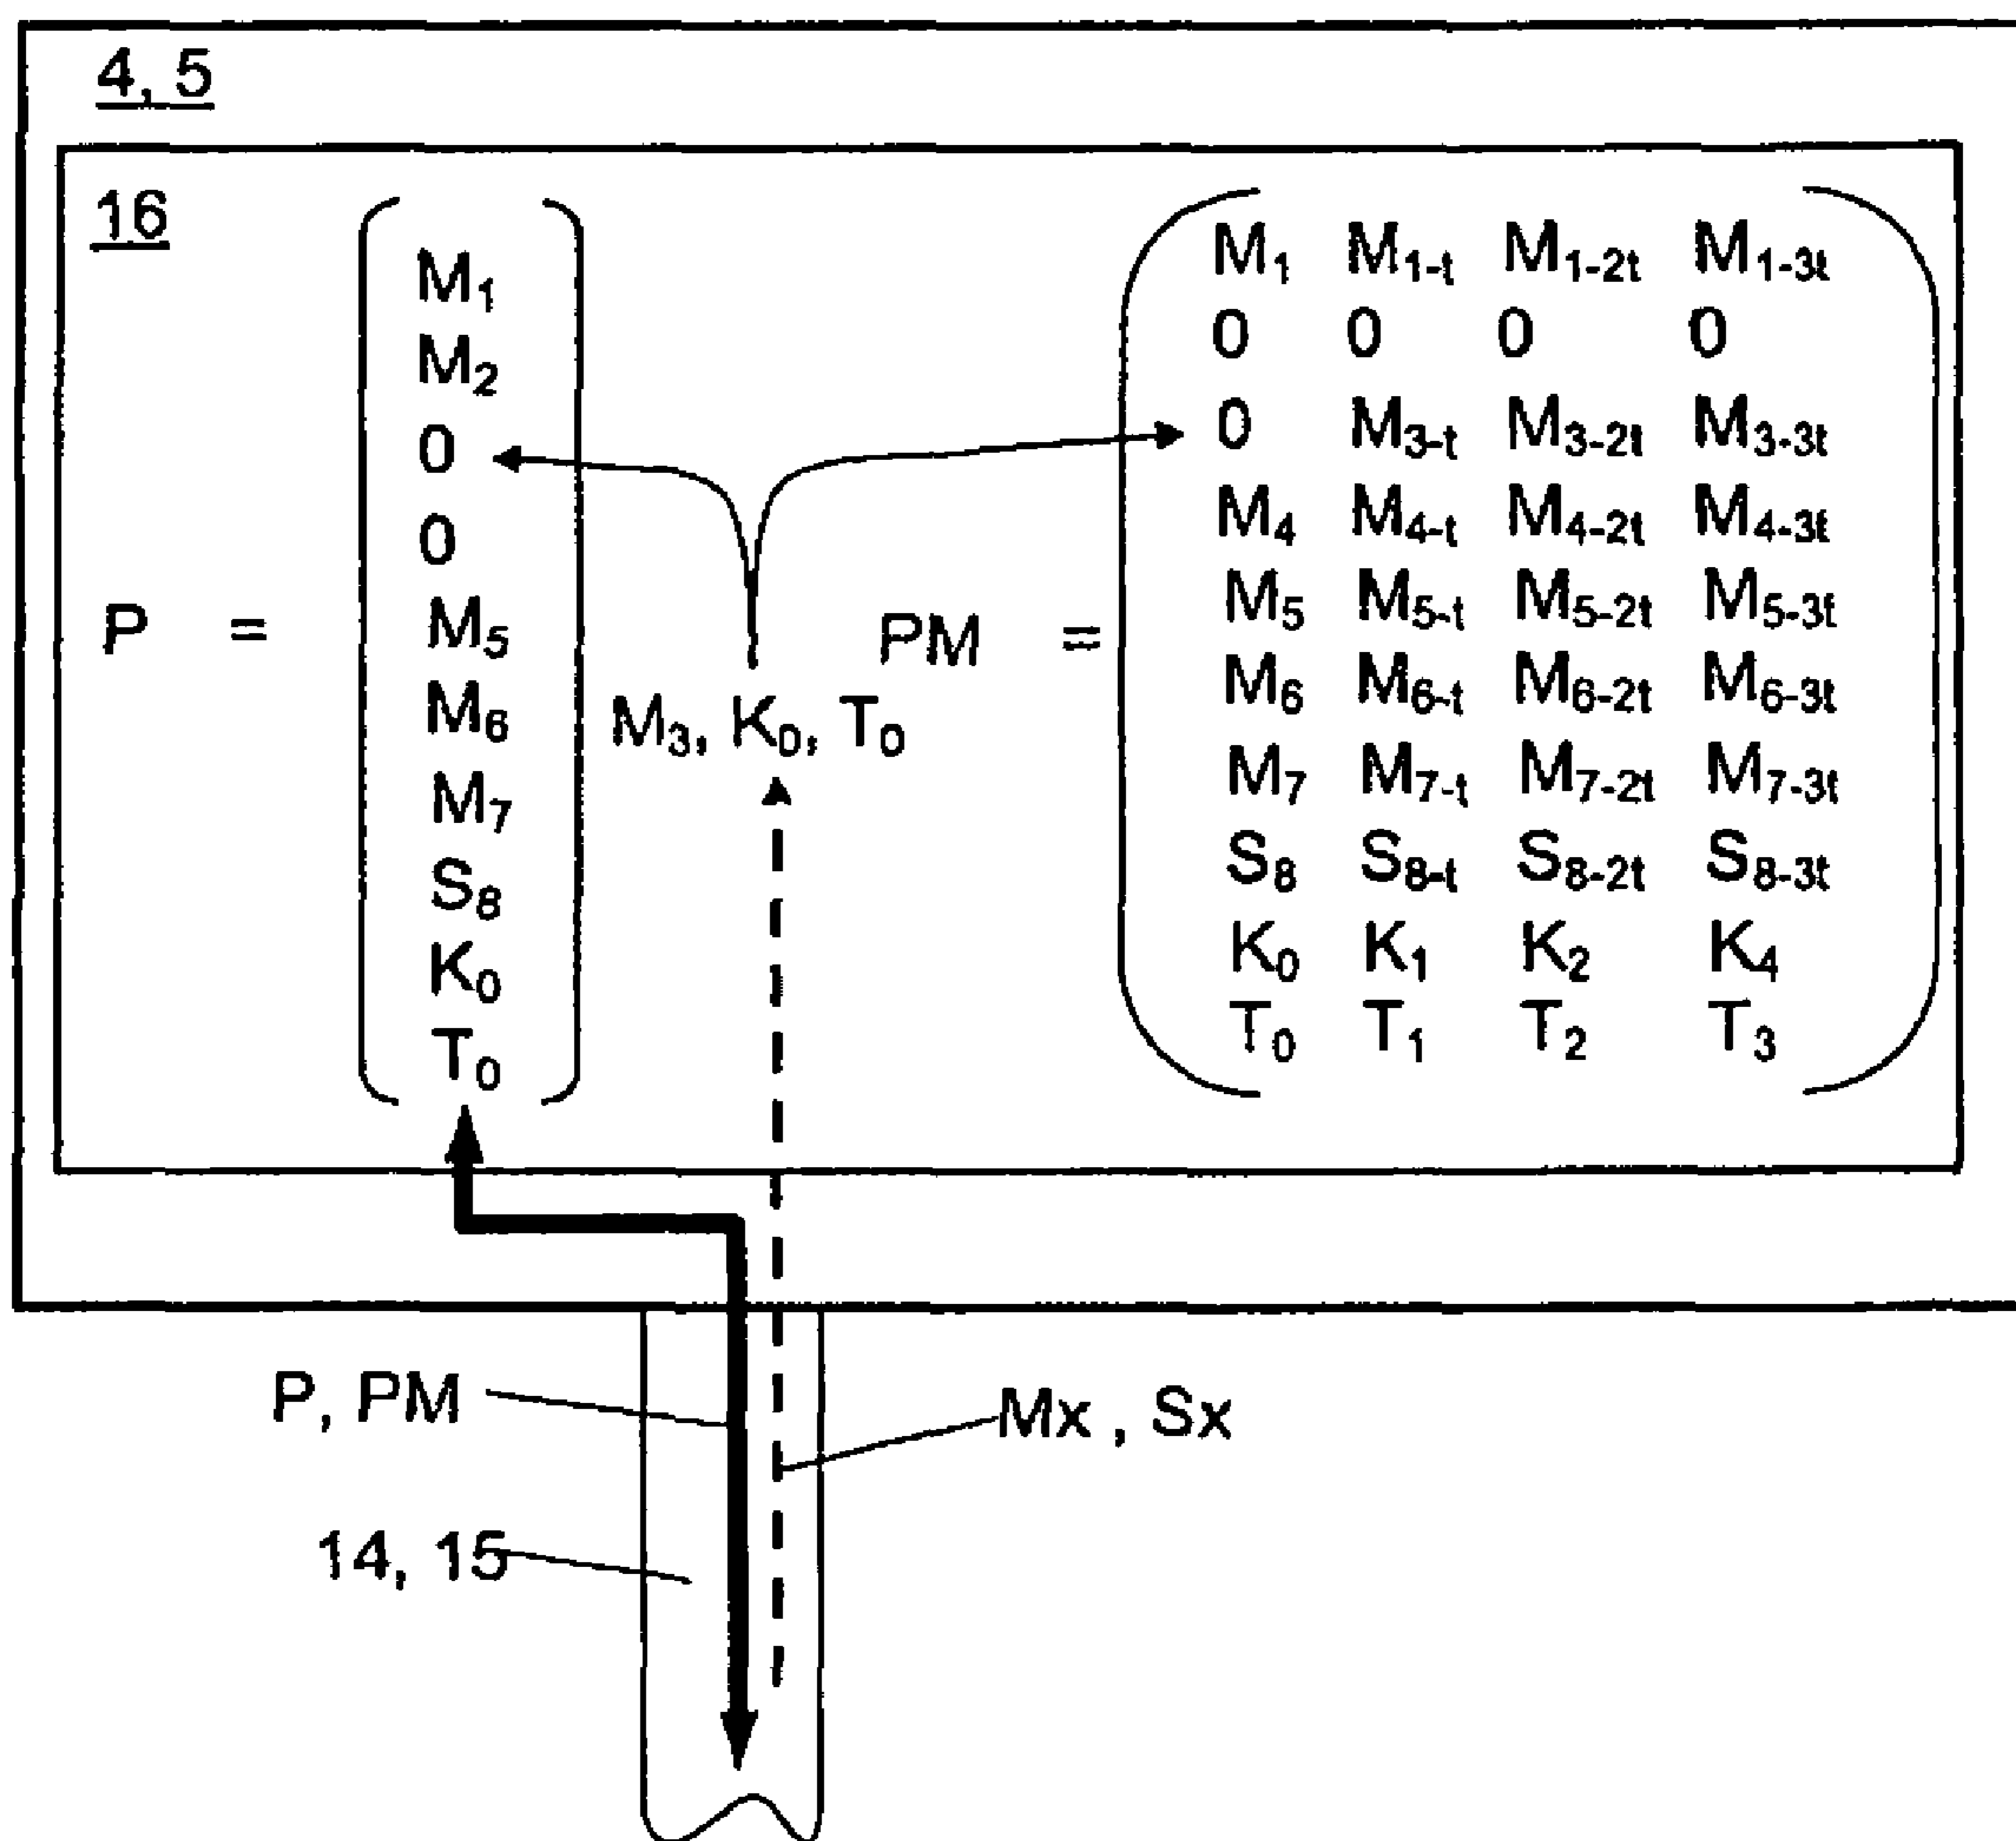 4, 5
16
P =
M₁
M₂
0
0
M₅
M₆
M₇
S₈
K₀
T₀
M₃, K₀, T₀
PM =
M₁ M₁₋ₜ M₁₋₂ₜ M₁₋₃ₜ
0 0 0 0
0 M₃₋ₜ M₃₋₂ₜ M₃₋₃ₜ
M₄ M₄₋ₜ M₄₋₂ₜ M₄₋₃ₜ
M₅ M₅₋ₜ M₅₋₂ₜ M₅₋₃ₜ
M₆ M₆₋ₜ M₆₋₂ₜ M₆₋₃ₜ
M₇ M₇₋ₜ M₇₋₂ₜ M₇₋₃ₜ
S₈ S₈₋ₜ S₈₋₂ₜ S₈₋₃ₜ
K₀ K₁ K₂ K₄
T₀ T₁ T₂ T₃
P, PM
Mx , Sx
14, 15